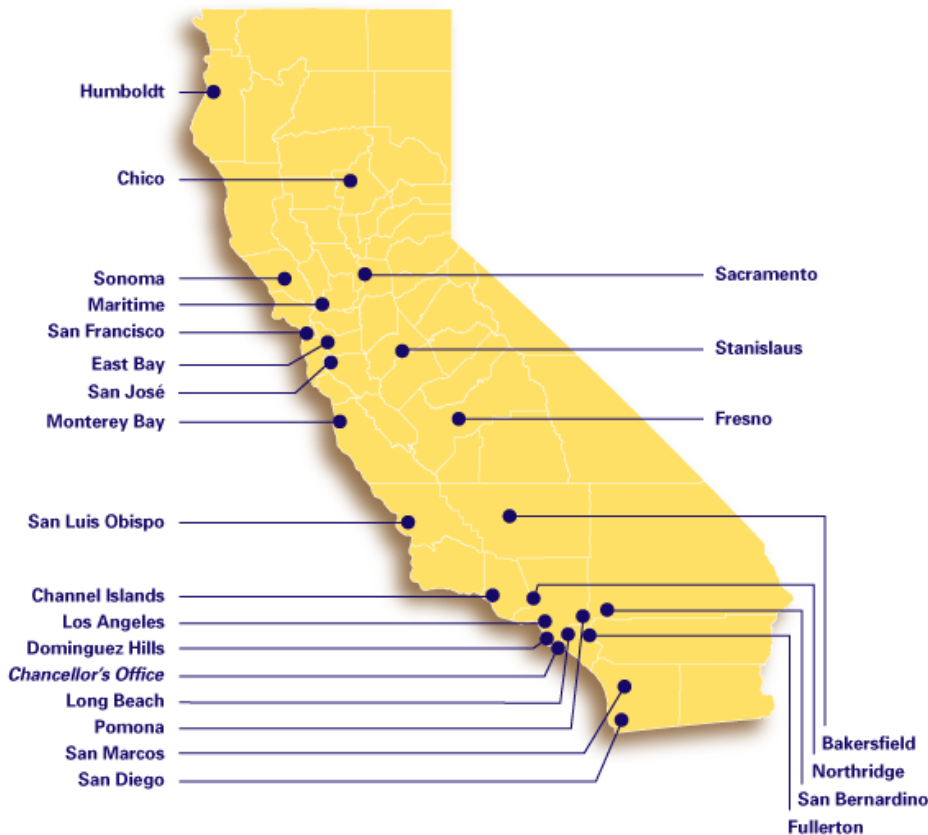 Humboldt
Chico
Sonoma
Maritime
San Francisco
East Bay
San José
Monterey Bay
San Luis Obispo
Channel Islands
Los Angeles
Dominguez Hills
Chancellor's Office
Long Beach
Pomona
San Marcos
San Diego
Sacramento
Stanislaus
Fresno
Bakersfield
Northridge
San Bernardino
Fullerton